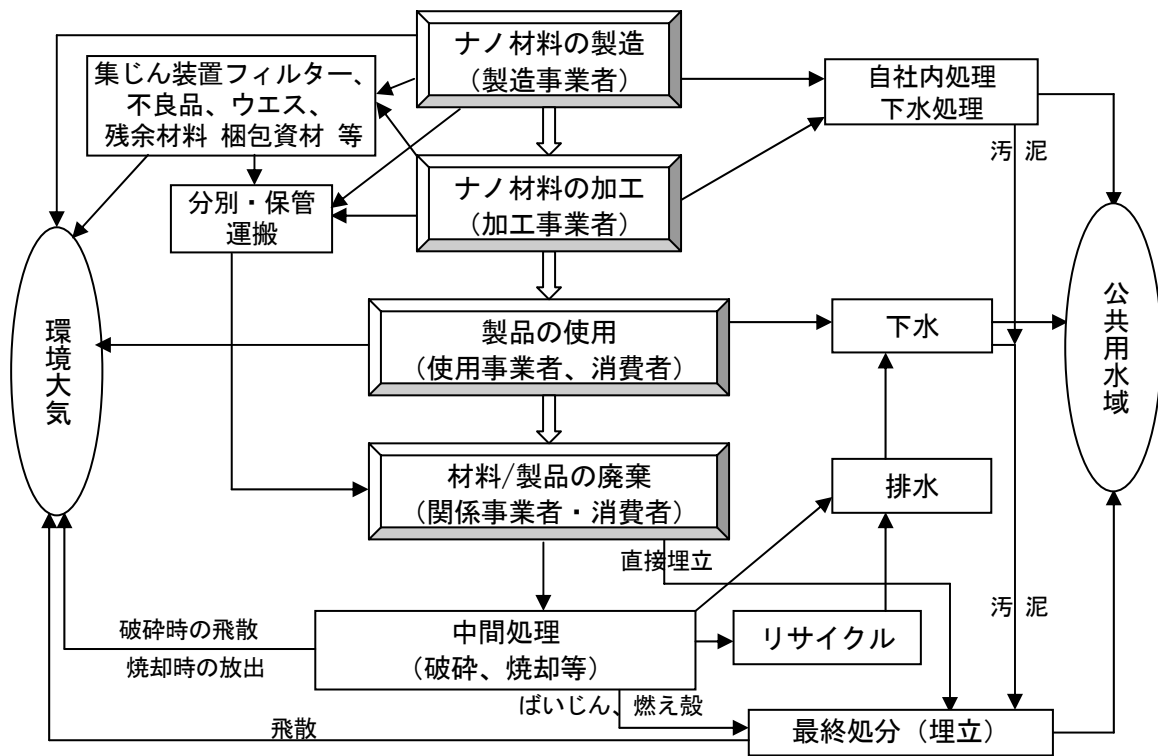 ナノ材料の製造
（製造事業者）
集じん装置フィルター、
不良品、ウエス、
残余材料 梱包資材 等
自社内処理
下水処理
汚 泥
分別・保管
運搬
ナノ材料の加工
（加工事業者）
環境大気
製品の使用
（使用事業者、消費者）
下水
公共用水域
材料/製品の廃棄
（関係事業者・消費者）
排水
直接埋立
汚 泥
破砕時の飛散
焼却時の放出
中間処理
（破砕、焼却等）
リサイクル
ばいじん、燃え殻
飛散
最終処分（埋立）